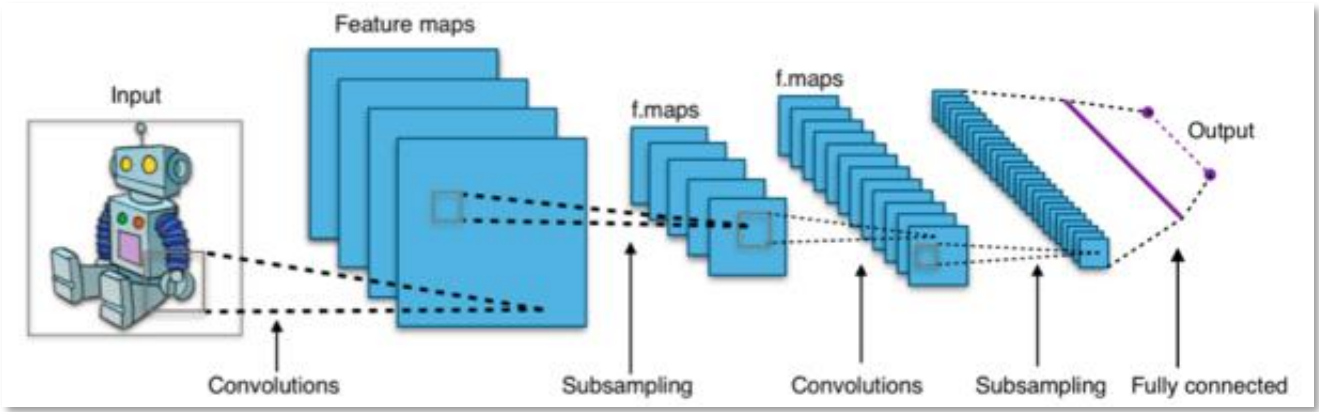 Feature maps
f.maps
Input
f.maps
Output
Convolutions
Subsampling
Convolutions
Subsampling
Fully connected